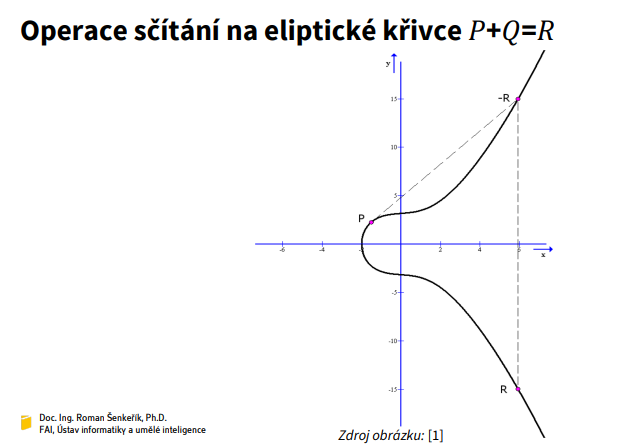 Operace sčítání na eliptické křivce P+Q=R
y
-R
15
10
5
P
-6 -4 2 4 6
x
-5
-10
R
-15
Doc. Ing. Roman Šenkeřík, Ph.D.
FAI, Ústav informatiky a umělé inteligence
Zdroj obrázku: [1]